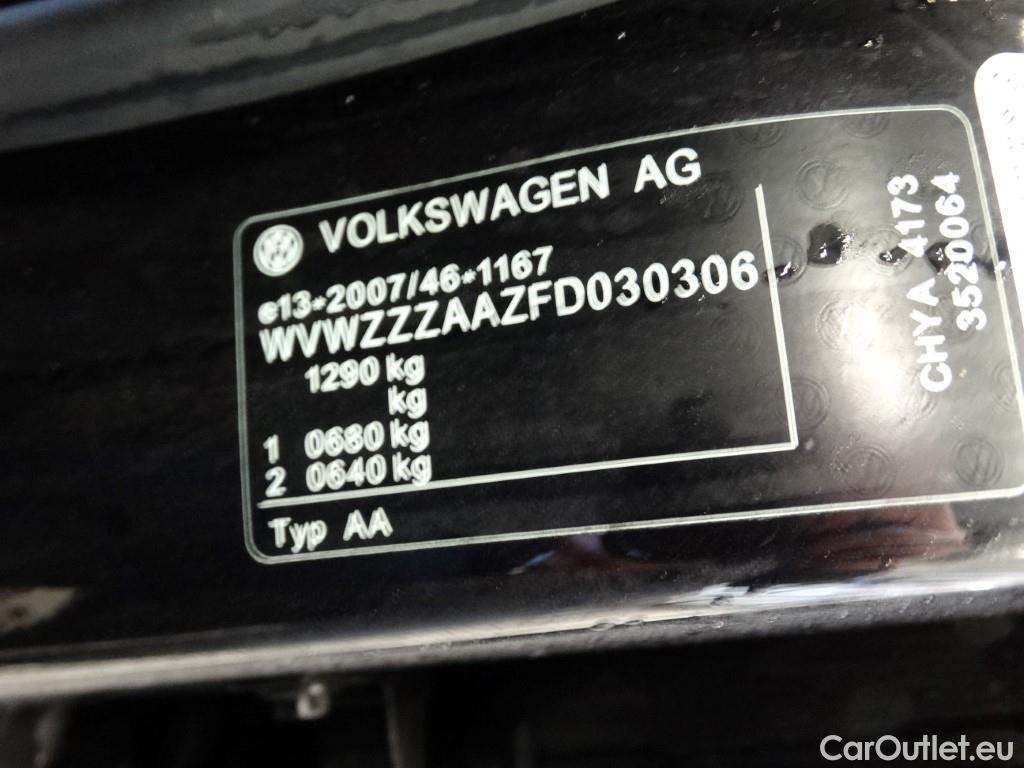 VOLKSWAGEN AG
e13*2007/46*1167
WVWZZZAAZFD030306
1290 kg
kg
1 0680 kg
2 0640 kg
Typ AA
CHYA 4173
3520064
CarOutlet.eu